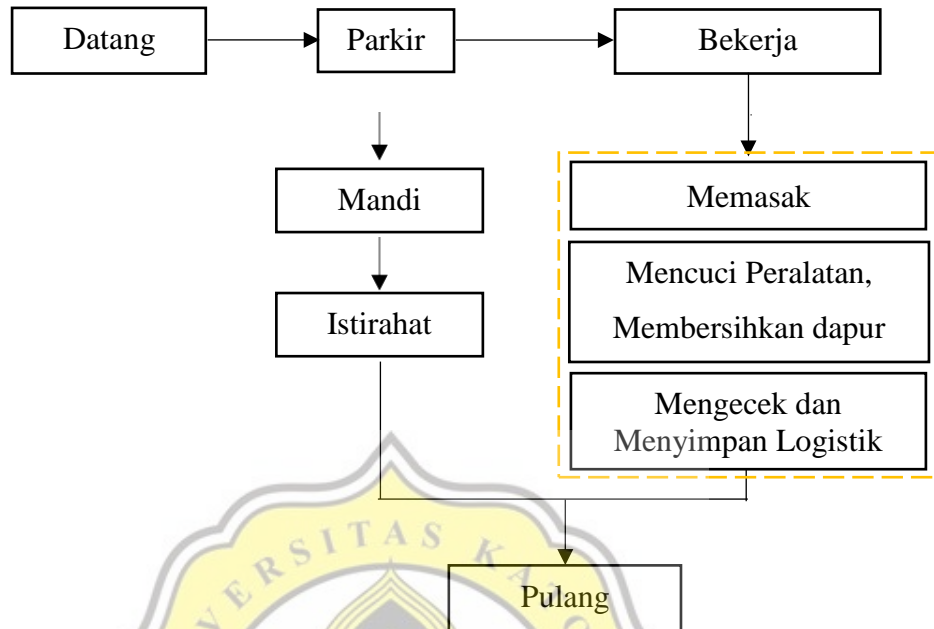 Datang
Parkir
Bekerja
Mandi
Memasak
Mencuci Peralatan,
Membersihkan dapur
Istirahat
Mengecek dan
Menyimpan Logistik
Pulang